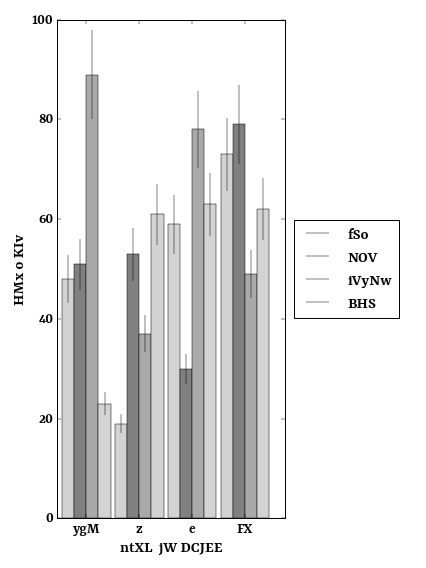 100
80
60
40
20
0
HMx o KIv
ygM z e FX
ntXL jW DCJEE
fSo
NOV
iVyNw
BHS